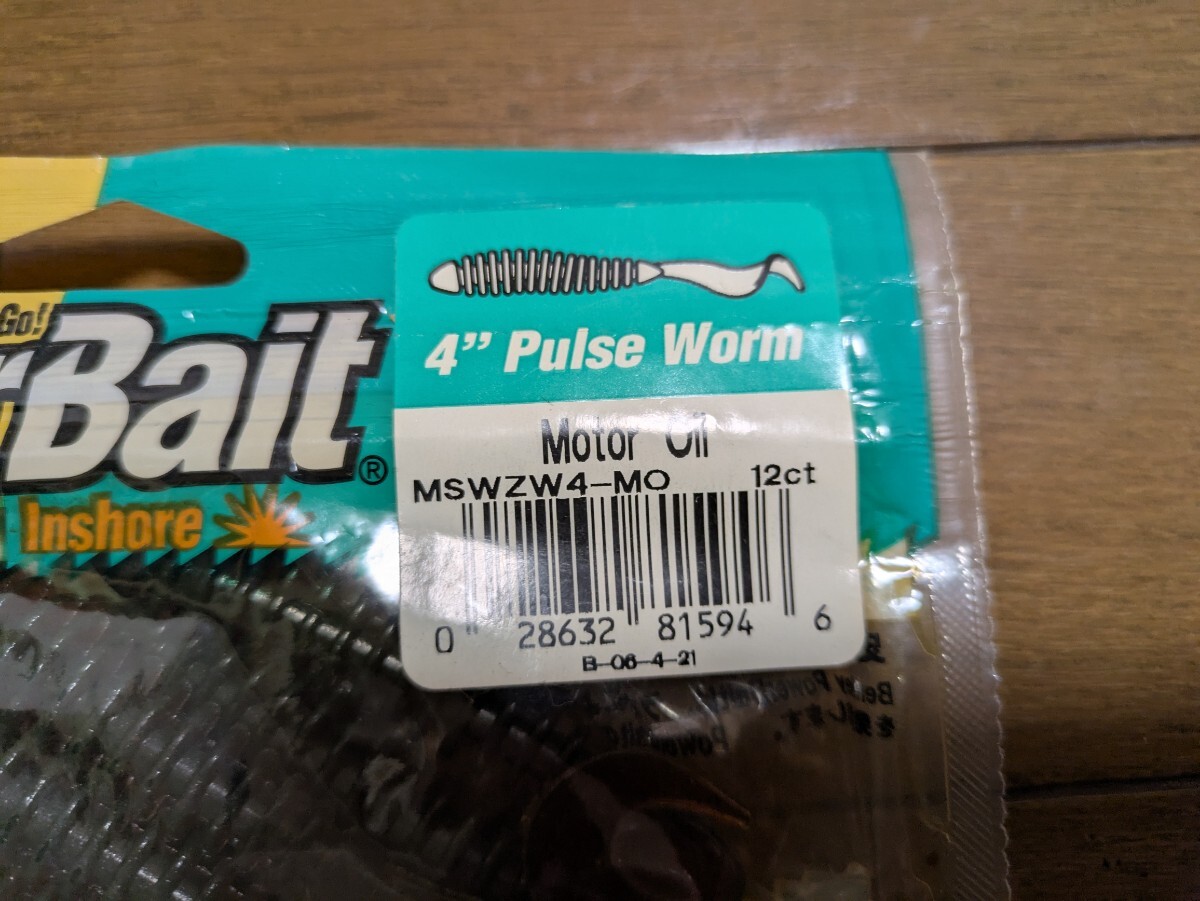 Go!
rBait®
Inshore
4” Pulse Worm
Motor Oil
MSWZW4-MO 12ct
0 28632 81594 6
B-06-4-21